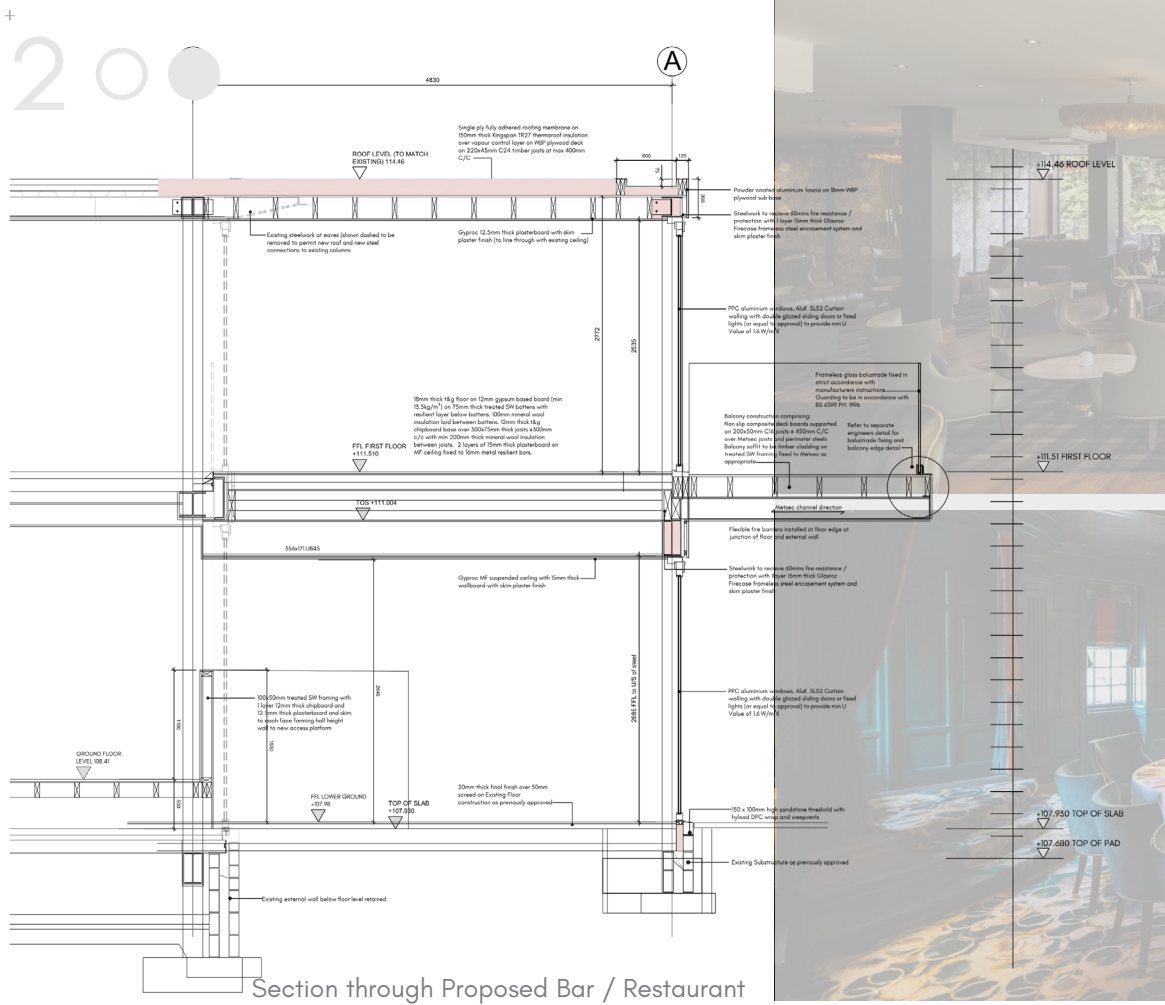 +
2
A
4830
Single ply fully adhered roofing membrane on
150mm thick Kingspan TR27 thermaroof insulation
over vapour control layer on WBP plywood deck
on 220x45mm C24 timber joists at max 400mm
C/C
ROOF LEVEL (TO MATCH
EXISTING) 114.46
600
125
75
+114.46 ROOF LEVEL
Powder coated aluminium fascia on 18mm WBP
plywood sub base
Steelwork to recieve 60mins fire resistance /
protection with 1 layer 15mm thick Glasroc
Firecase frameless steel encasement system and
skim plaster finish
Existing steelwork at eaves (shown dashed to be
removed to permit new roof and new steel
connections to existing columns
Gyproc 12.5mm thick plasterboard with skim
plaster finish (to line through with existing ceiling)
2772
2535
PPC aluminium windows, AluK SL52 Curtain
walling with double glazed sliding doors or fixed
lights (or equal to approval) to provide min U
Value of 1.6 W/m²K
Frameless glass balustrade fixed in
strict accordance with
manufacturers instructions
Guarding to be in accordance with
BS 6399 Prt1: 1996
18mm thick t&g floor on 12mm gypsum based board (min
13.5kg/m²) on 75mm thick treated SW battens with
resilient layer below battens. 100mm mineral wool
insulation laid between battens. 12mm thick t&g
chipboard base over 300x75mm thick joists @300mm
c/c with min 200mm thick mineral wool insulation
between joists. 2 layers of 15mm thick plasterboard on
MF ceiling fixed to 16mm metal resilient bars.
Balcony construction comprising:
Non slip composite deck boards supported
on 200x50mm C16 joists @ 450mm C/C
over Metsec joists and perimeter steels
Balcony soffit to be timber cladding on
treated SW framing fixed to Metsec as
appropriate
Refer to separate
engineers detail for
balustrade fixing and
balcony edge detail
FFL FIRST FLOOR
+111.510
+111.51 FIRST FLOOR
TOS +111.004
Metsec channel direction
Flexible fire barriers installed at floor edge at
junction of floor and external wall
356x171 UB45
Gyproc MF suspended ceiling with 15mm thick
wallboard with skim plaster finish
Steelwork to recieve 60mins fire resistance /
protection with 1 layer 15mm thick Glasroc
Firecase frameless steel encasement system and
skim plaster finish
2685 FFL to U/S of steel
2640
100x50mm treated SW framing with
1 layer 12mm thick chipboard and
12.5mm thick plasterboard and skim
to each face forming half height
wall to new access platform
1100
1530
PPC aluminium windows, AluK SL52 Curtain
walling with double glazed sliding doors or fixed
lights (or equal to approval) to provide min U
Value of 1.6 W/m²K
GROUND FLOOR
LEVEL 108.41
FFL LOWER GROUND
+107.98
TOP OF SLAB
+107.930
20mm thick final finish over 50mm
screed on Existing Floor
construction as previously approved
150 x 100mm high sandstone threshold with
hyload DPC wrap and weepvents
+107.930 TOP OF SLAB
+107.680 TOP OF PAD
Existing Substructure as previously approved
Existing external wall below floor level retained
Section through Proposed Bar / Restaurant